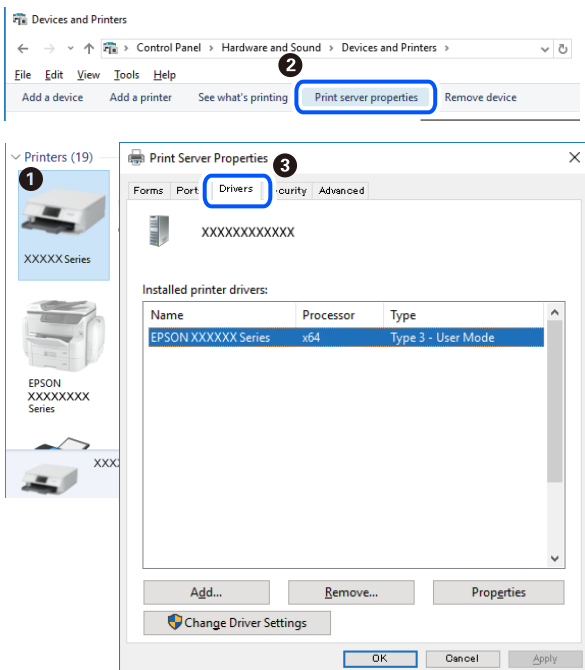 Devices and Printers
Control Panel > Hardware and Sound > Devices and Printers >
2
File Edit View Tools Help
Add a device Add a printer See what's printing Print server properties Remove device
Printers (19)
1
XXXXX Series
EPSON
XXXXXXXX
Series
XXX
Print Server Properties
3
Forms Port Drivers curity Advanced
XXXXXXXXXXXX
Installed printer drivers:
Name Processor Type
EPSON XXXXXX Series x64 Type 3 - User Mode
Add... Remove... Properties
Change Driver Settings
OK Cancel Apply